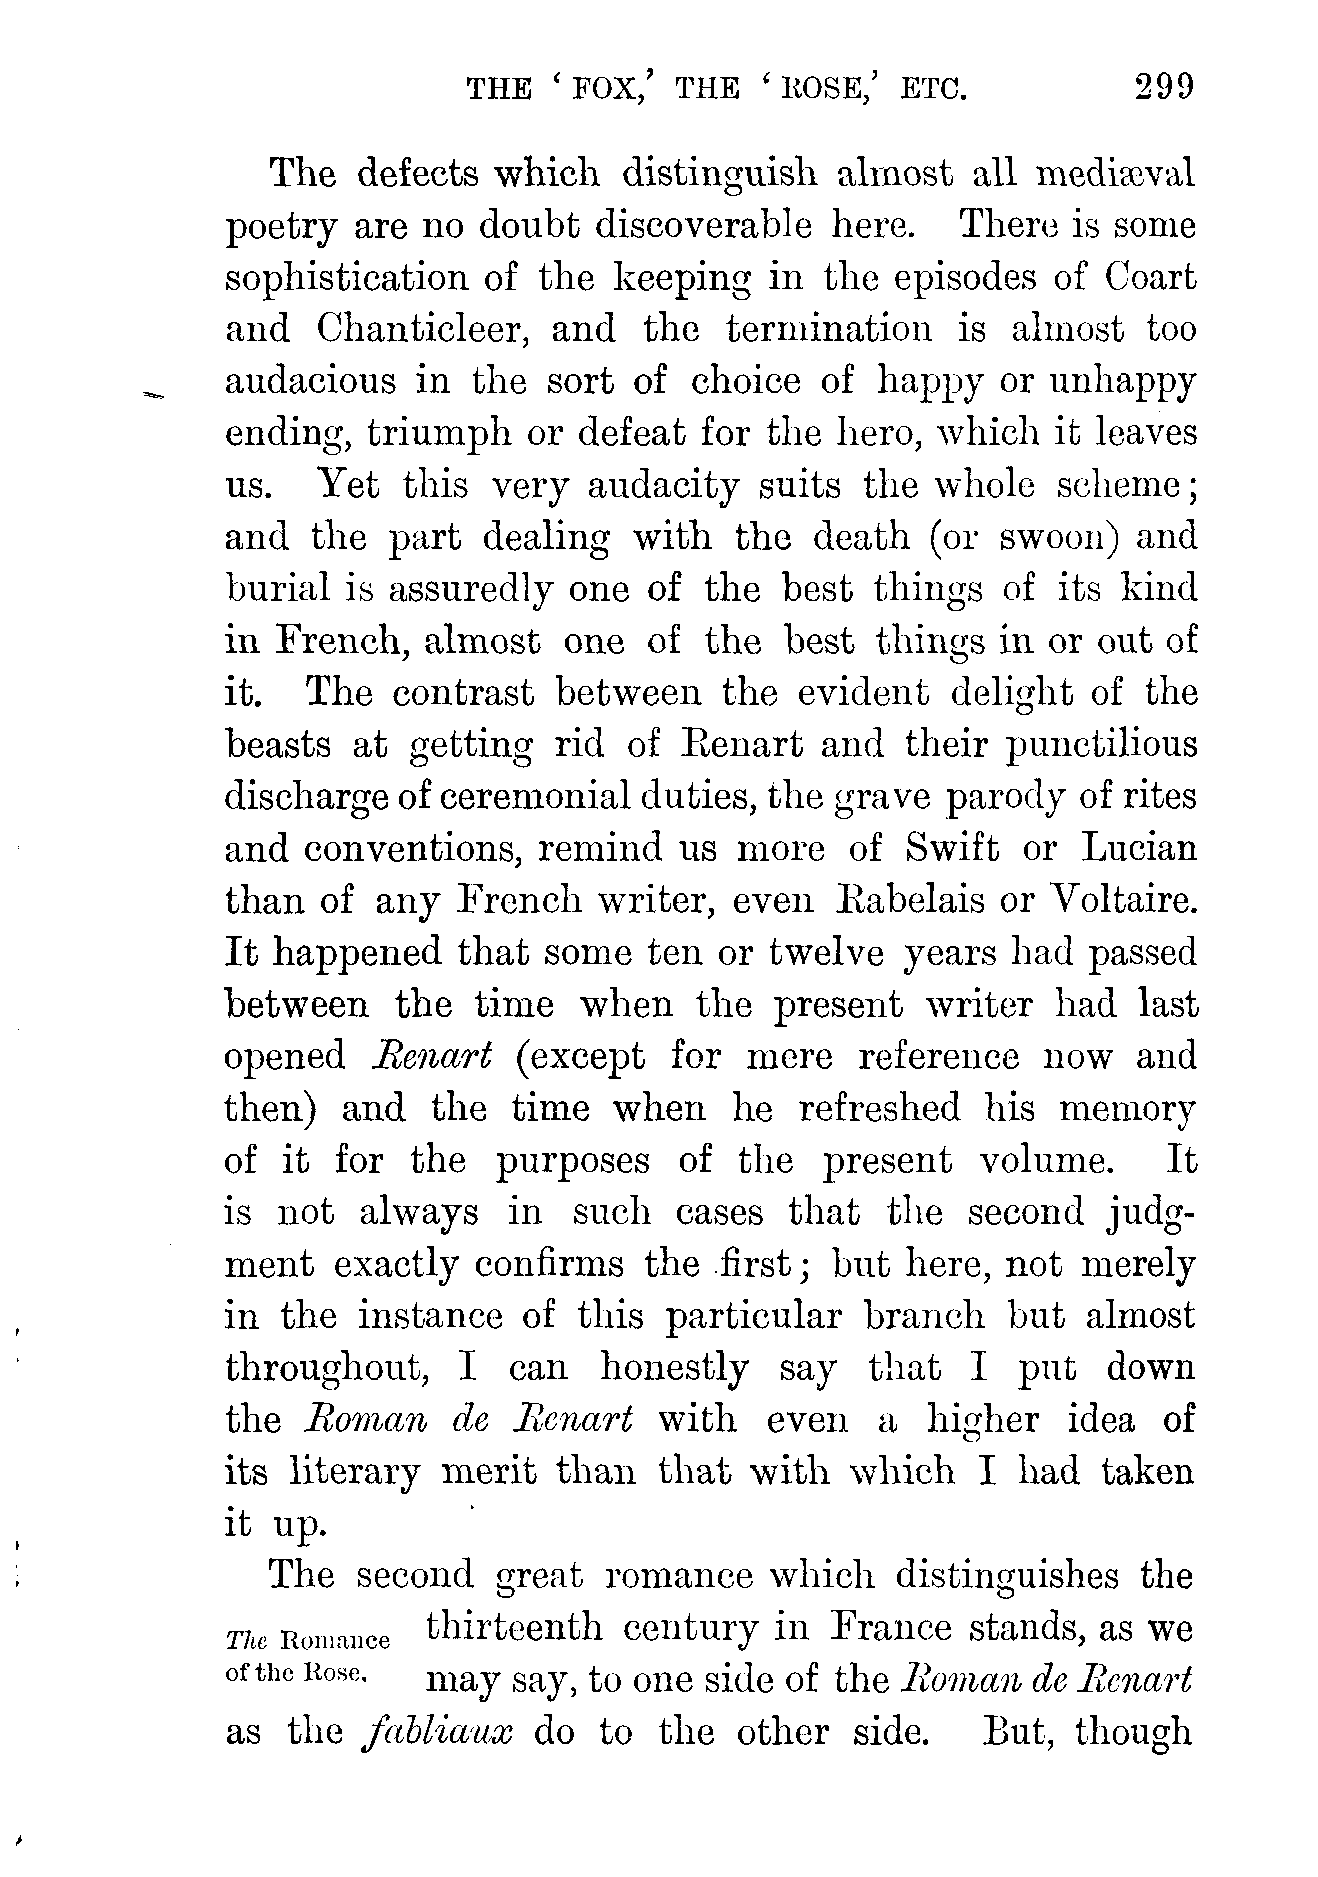 THE ‘ FOX,’ THE ‘ ROSE,’ ETC. 299
The defects which distinguish almost all mediæval
poetry are no doubt discoverable here. There is some
sophistication of the keeping in the episodes of Coart
and Chanticleer, and the termination is almost too
audacious in the sort of choice of happy or unhappy
ending, triumph or defeat for the hero, which it leaves
us. Yet this very audacity suits the whole scheme;
and the part dealing with the death (or swoon) and
burial is assuredly one of the best things of its kind
in French, almost one of the best things in or out of
it. The contrast between the evident delight of the
beasts at getting rid of Renart and their punctilious
discharge of ceremonial duties, the grave parody of rites
and conventions, remind us more of Swift or Lucian
than of any French writer, even Rabelais or Voltaire.
It happened that some ten or twelve years had passed
between the time when the present writer had last
opened Renart (except for mere reference now and
then) and the time when he refreshed his memory
of it for the purposes of the present volume. It
is not always in such cases that the second judg-
ment exactly confirms the first; but here, not merely
in the instance of this particular branch but almost
throughout, I can honestly say that I put down
the Roman de Renart with even a higher idea of
its literary merit than that with which I had taken
it up.
The second great romance which distinguishes the
The Romance
of the Rose.
thirteenth century in France stands, as we
may say, to one side of the Roman de Renart
as the fabliaux do to the other side. But, though